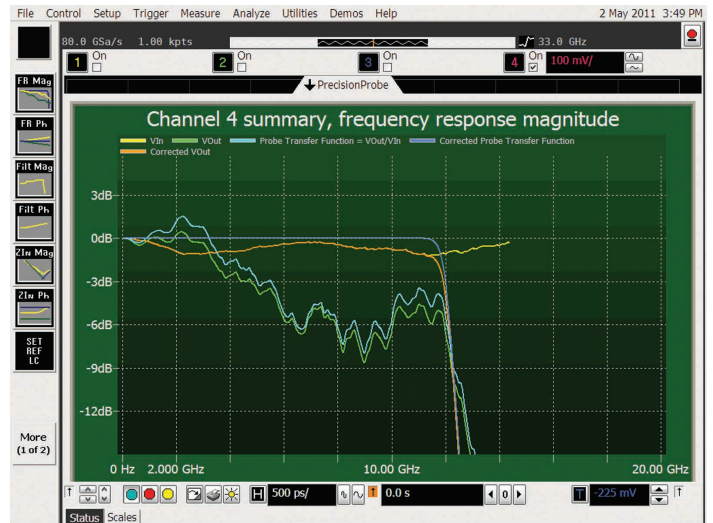 File Control Setup Trigger Measure Analyze Utilities Demos Help 2 May 2011 3:49 PM
80.0 GSa/s 1.00 kpts 33.0 GHz
1 On 2 On 3 On 4 On 100 mV/
PrecisionProbe
FR Mag
FR Ph
Filt Mag
Filt Ph
ZIn Mag
ZIn Ph
SET
REF
LC
More
(1 of 2)
Channel 4 summary, frequency response magnitude
VIn VOut Probe Transfer Function = VOut/VIn Corrected Probe Transfer Function
Corrected VOut
3dB
0dB
-3dB
-6dB
-9dB
-12dB
0 Hz 2.000 GHz 10.00 GHz 20.00 GHz
H 500 ps/ T 0.0 s 0 T -225 mV
Status Scales